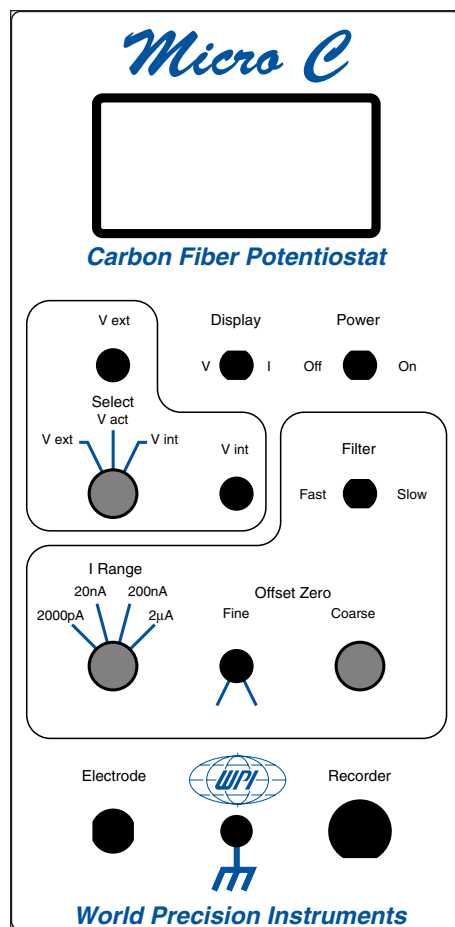 Micro C
Carbon Fiber Potentiostat
V ext
Display
Power
V
I
Off
On
Select
V act
V ext
V int
V int
Filter
Fast
Slow
I Range
20nA
200nA
2000pA
2µA
Offset Zero
Fine
Coarse
Electrode
WPI
Recorder
World Precision Instruments